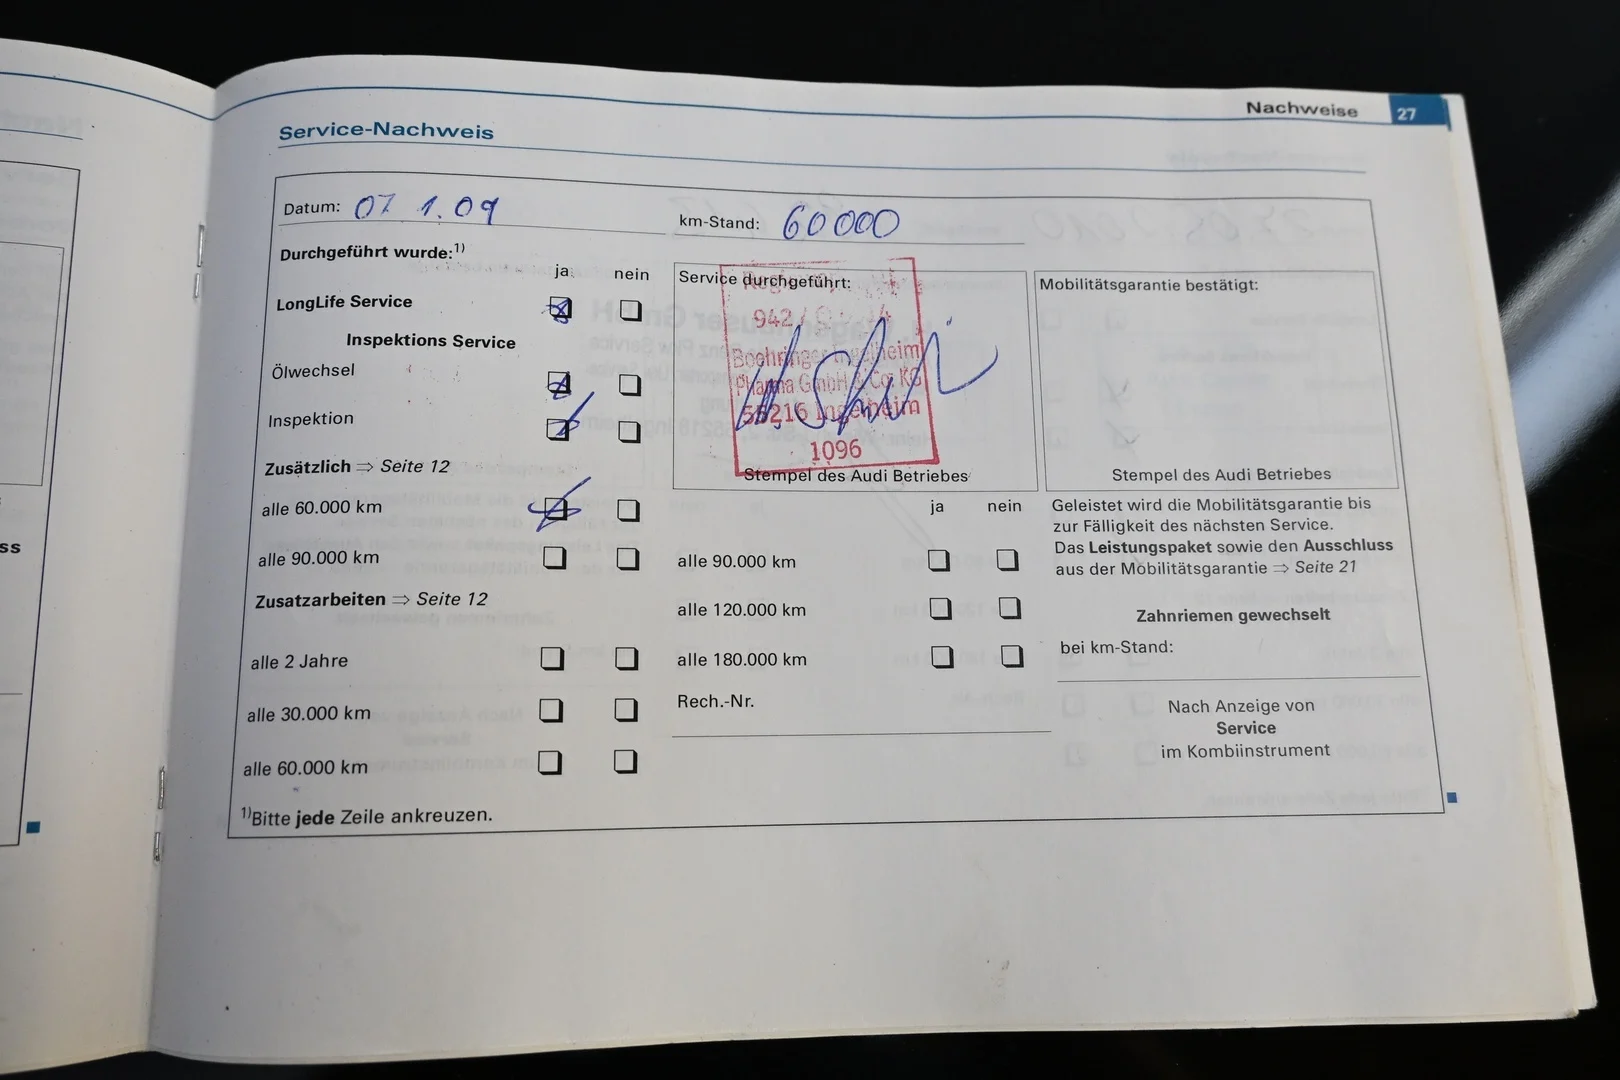 Nachweise 27
Service-Nachweis
Datum: 07 1.09
km-Stand: 60000
Durchgeführt wurde:1)
ja nein
LongLife Service
Inspektions Service
Ölwechsel
Inspektion
Zusätzlich ⇒ Seite 12
alle 60.000 km
alle 90.000 km
Zusatzarbeiten ⇒ Seite 12
alle 2 Jahre
alle 30.000 km
alle 60.000 km
1)Bitte jede Zeile ankreuzen.
Service durchgeführt:
942
Boehringer Ingelheim
Pharma GmbH & Co. KG
55216 Ingelheim
1096
Stempel des Audi Betriebes
ja nein
alle 90.000 km
alle 120.000 km
alle 180.000 km
Rech.-Nr.
Mobilitätsgarantie bestätigt:
Stempel des Audi Betriebes
Geleistet wird die Mobilitätsgarantie bis
zur Fälligkeit des nächsten Service.
Das Leistungspaket sowie den Ausschluss
aus der Mobilitätsgarantie ⇒ Seite 21
Zahnriemen gewechselt
bei km-Stand:
Nach Anzeige von
Service
im Kombiinstrument